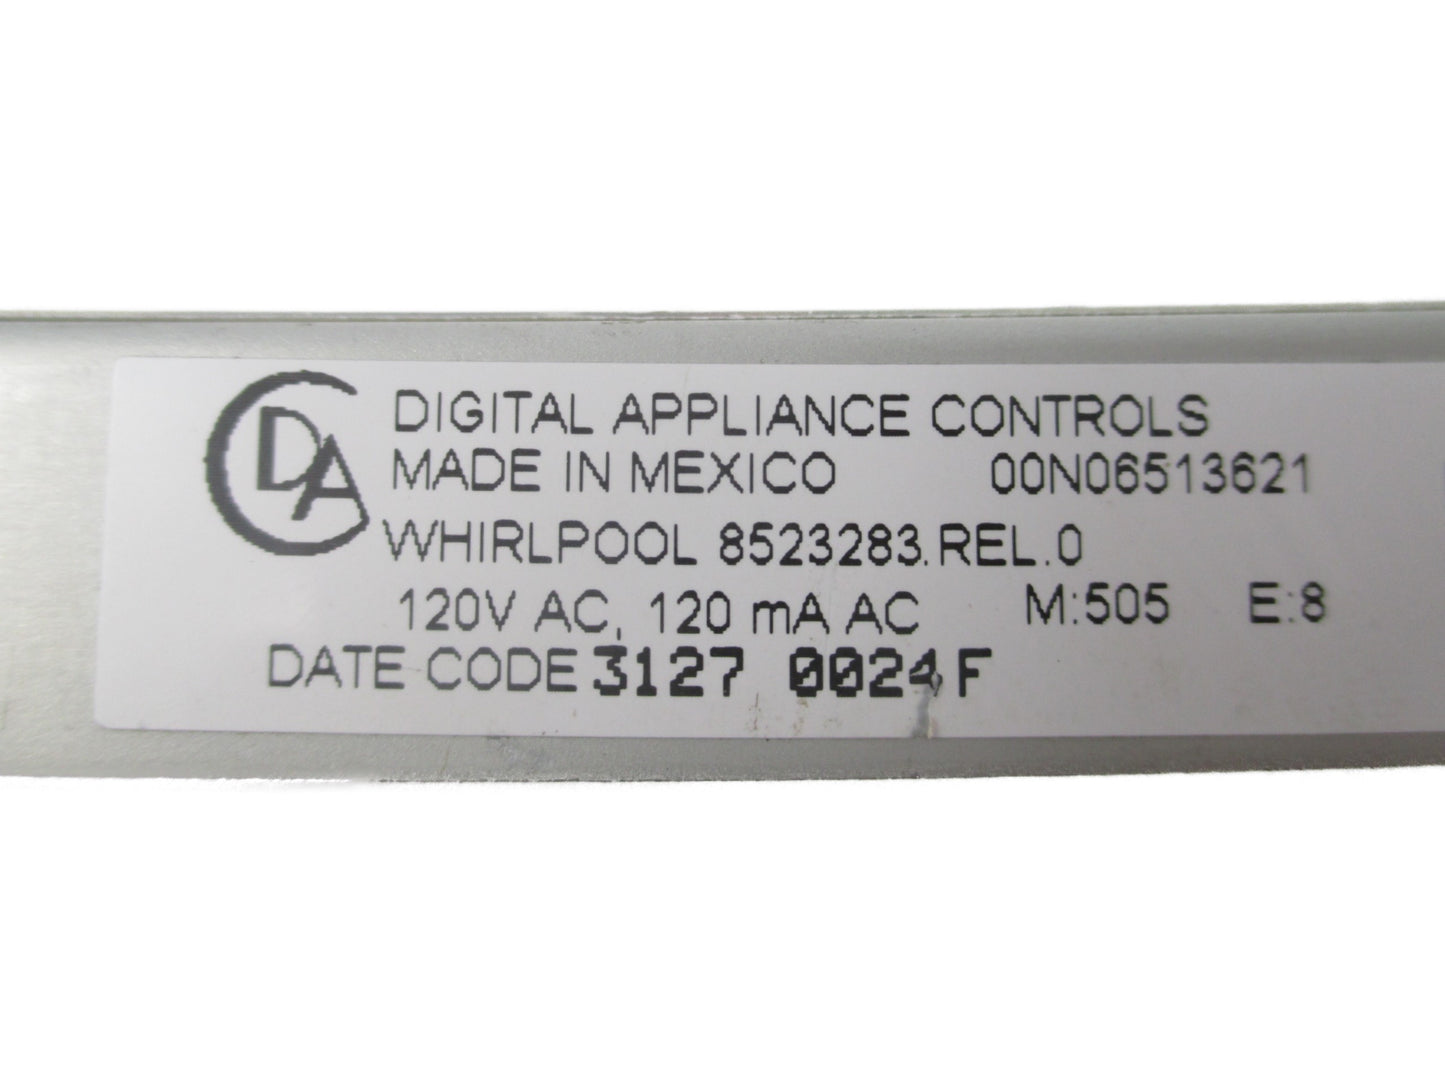 DAC DIGITAL APPLIANCE CONTROLS
MADE IN MEXICO 00N06513621
WHIRLPOOL 8523283.REL.0
120V AC, 120 mA AC M:505 E:8
DATE CODE 3127 0024F